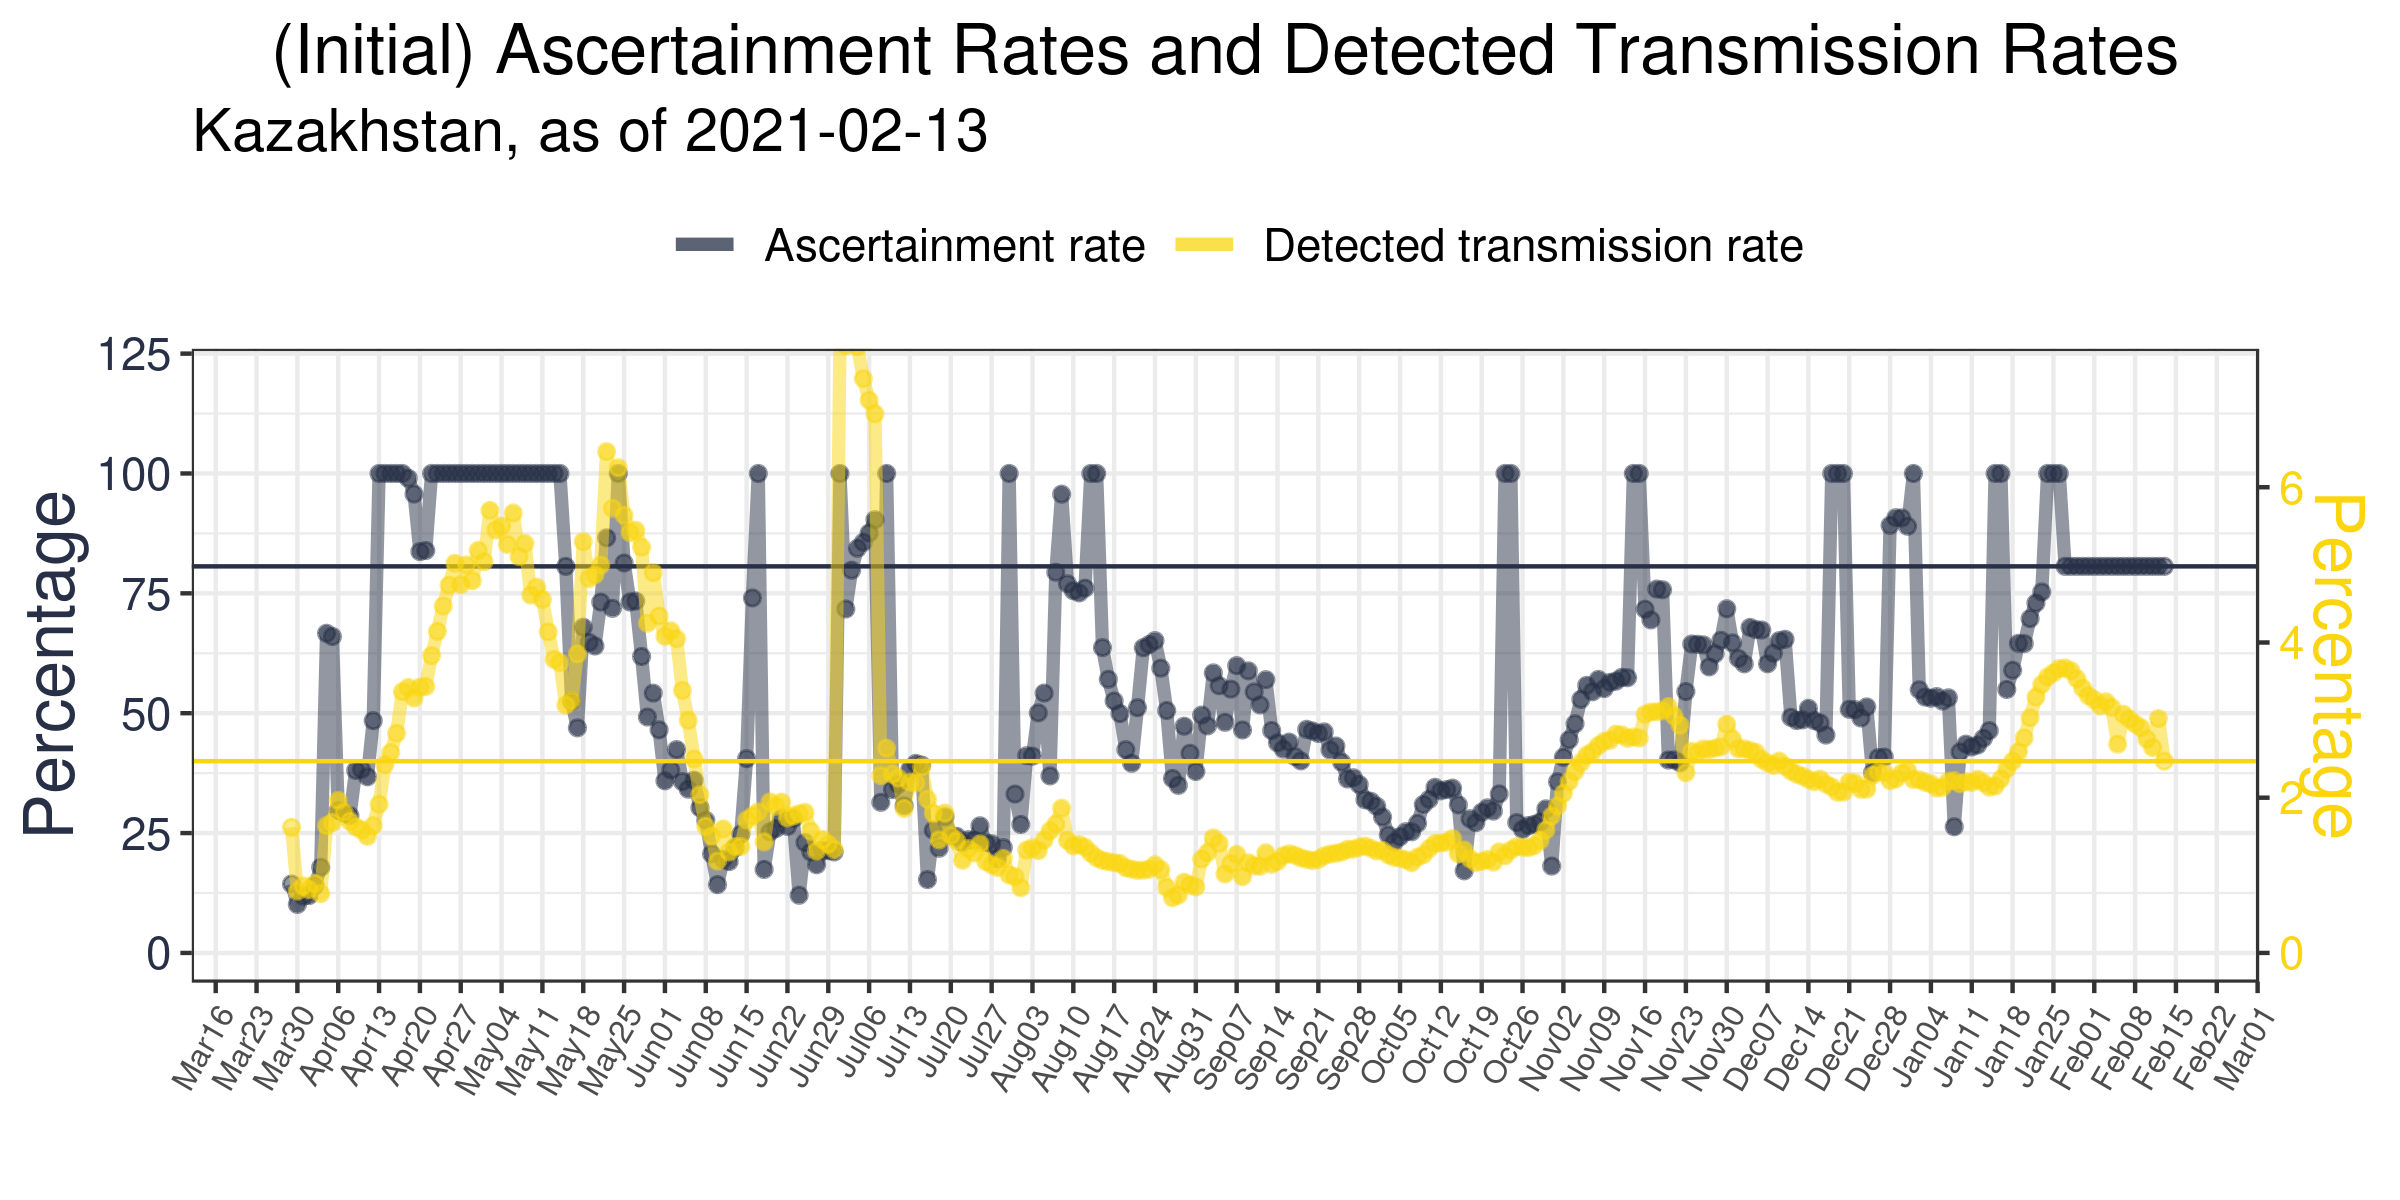 (Initial) Ascertainment Rates and Detected Transmission Rates
Kazakhstan, as of 2021-02-13
Ascertainment rate
Detected transmission rate
Percentage
125
100
75
50
25
0
6
4
2
0
Percentage
Mar16
Mar23
Mar30
Apr06
Apr13
Apr20
Apr27
May04
May11
May18
May25
Jun01
Jun08
Jun15
Jun22
Jun29
Jul06
Jul13
Jul20
Jul27
Aug03
Aug10
Aug17
Aug24
Aug31
Sep07
Sep14
Sep21
Sep28
Oct05
Oct12
Oct19
Oct26
Nov02
Nov09
Nov16
Nov23
Nov30
Dec07
Dec14
Dec21
Dec28
Jan04
Jan11
Jan18
Jan25
Feb01
Feb08
Feb15
Feb22
Mar01